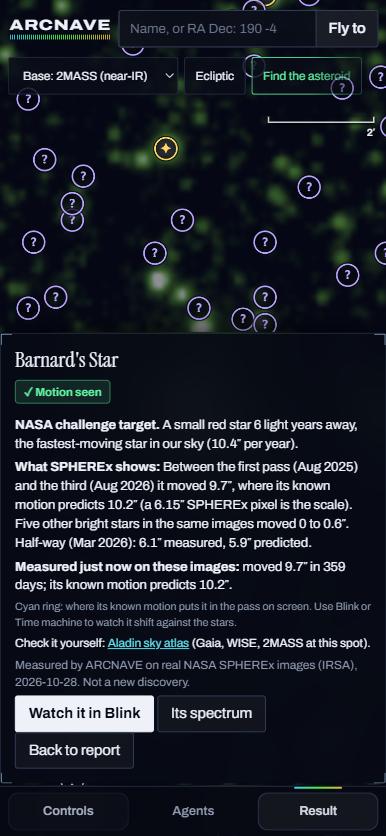 ARCNAVE
Name, or RA Dec: 190 -4
Fly to
Base: 2MASS (near-IR)
Ecliptic
Find the asteroid
2′
Barnard's Star
✓ Motion seen
NASA challenge target. A small red star 6 light years away,
the fastest-moving star in our sky (10.4″ per year).
What SPHEREx shows: Between the first pass (Aug 2025)
and the third (Aug 2026) it moved 9.7″, where its known
motion predicts 10.2″ (a 6.15″ SPHEREx pixel is the scale).
Five other bright stars in the same images moved 0 to 0.6″.
Half-way (Mar 2026): 6.1″ measured, 5.9″ predicted.
Measured just now on these images: moved 9.7″ in 359
days; its known motion predicts 10.2″.
Cyan ring: where its known motion puts it in the pass on screen. Use Blink or
Time machine to watch it shift against the stars.
Check it yourself: Aladin sky atlas (Gaia, WISE, 2MASS at this spot).
Measured by ARCNAVE on real NASA SPHEREx images (IRSA),
2026-10-28. Not a new discovery.
Watch it in Blink
Its spectrum
Back to report
Controls
Agents
Result